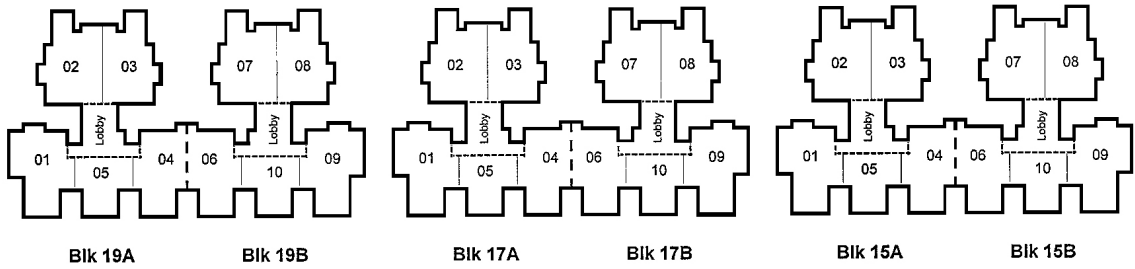 02 03 07 08 02 03 07 08 02 03 07 08
Lobby Lobby Lobby Lobby Lobby Lobby
01 05 04 06 10 09 01 05 04 06 10 09 01 05 04 06 10 09
Blk 19A Blk 19B Blk 17A Blk 17B Blk 15A Blk 15B